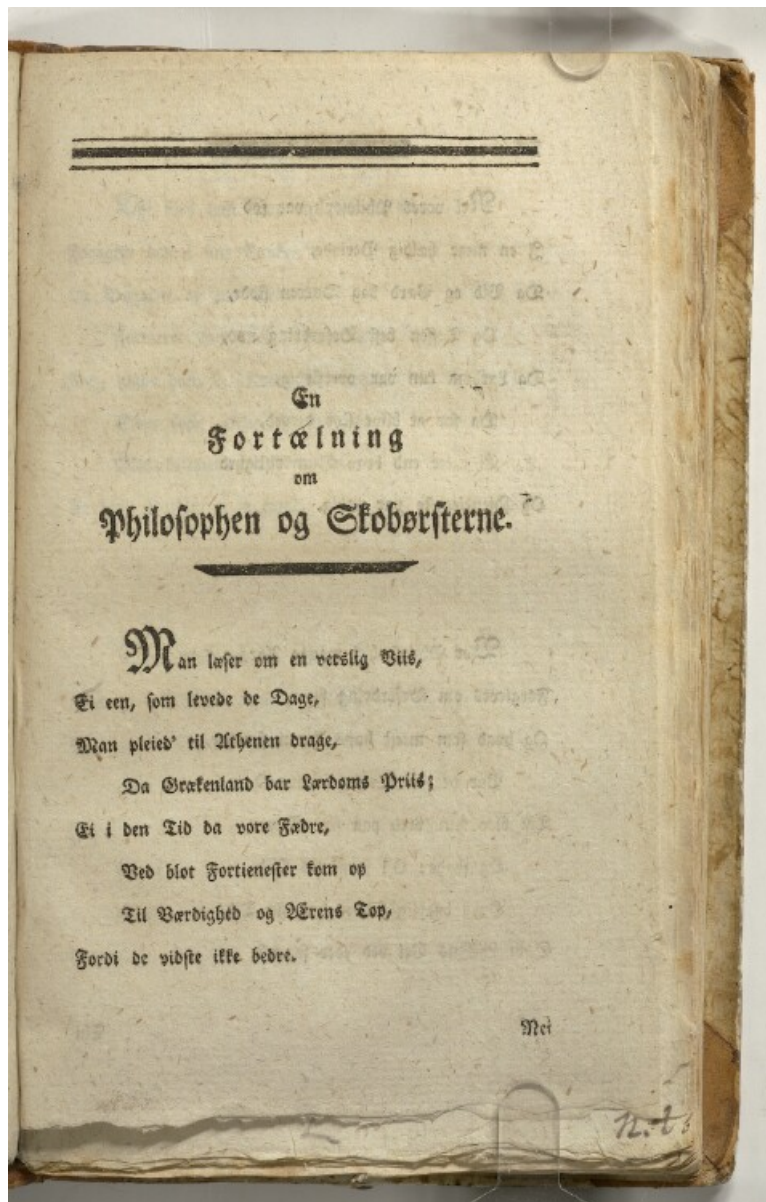 En
Fortælning
om
Philosophen og Skobørsterne.
Man læser om en verslig Viis,
Ei een, som levede de Dage,
Man pleied' til Athenen drage,
Da Grækenland bar Lærdoms Priis;
Ei i den Tid da vore Fædre,
Ved blot Fortienester kom op
Til Værdighed og Ærens Top,
Fordi de vidste ikke bedre.
Nei